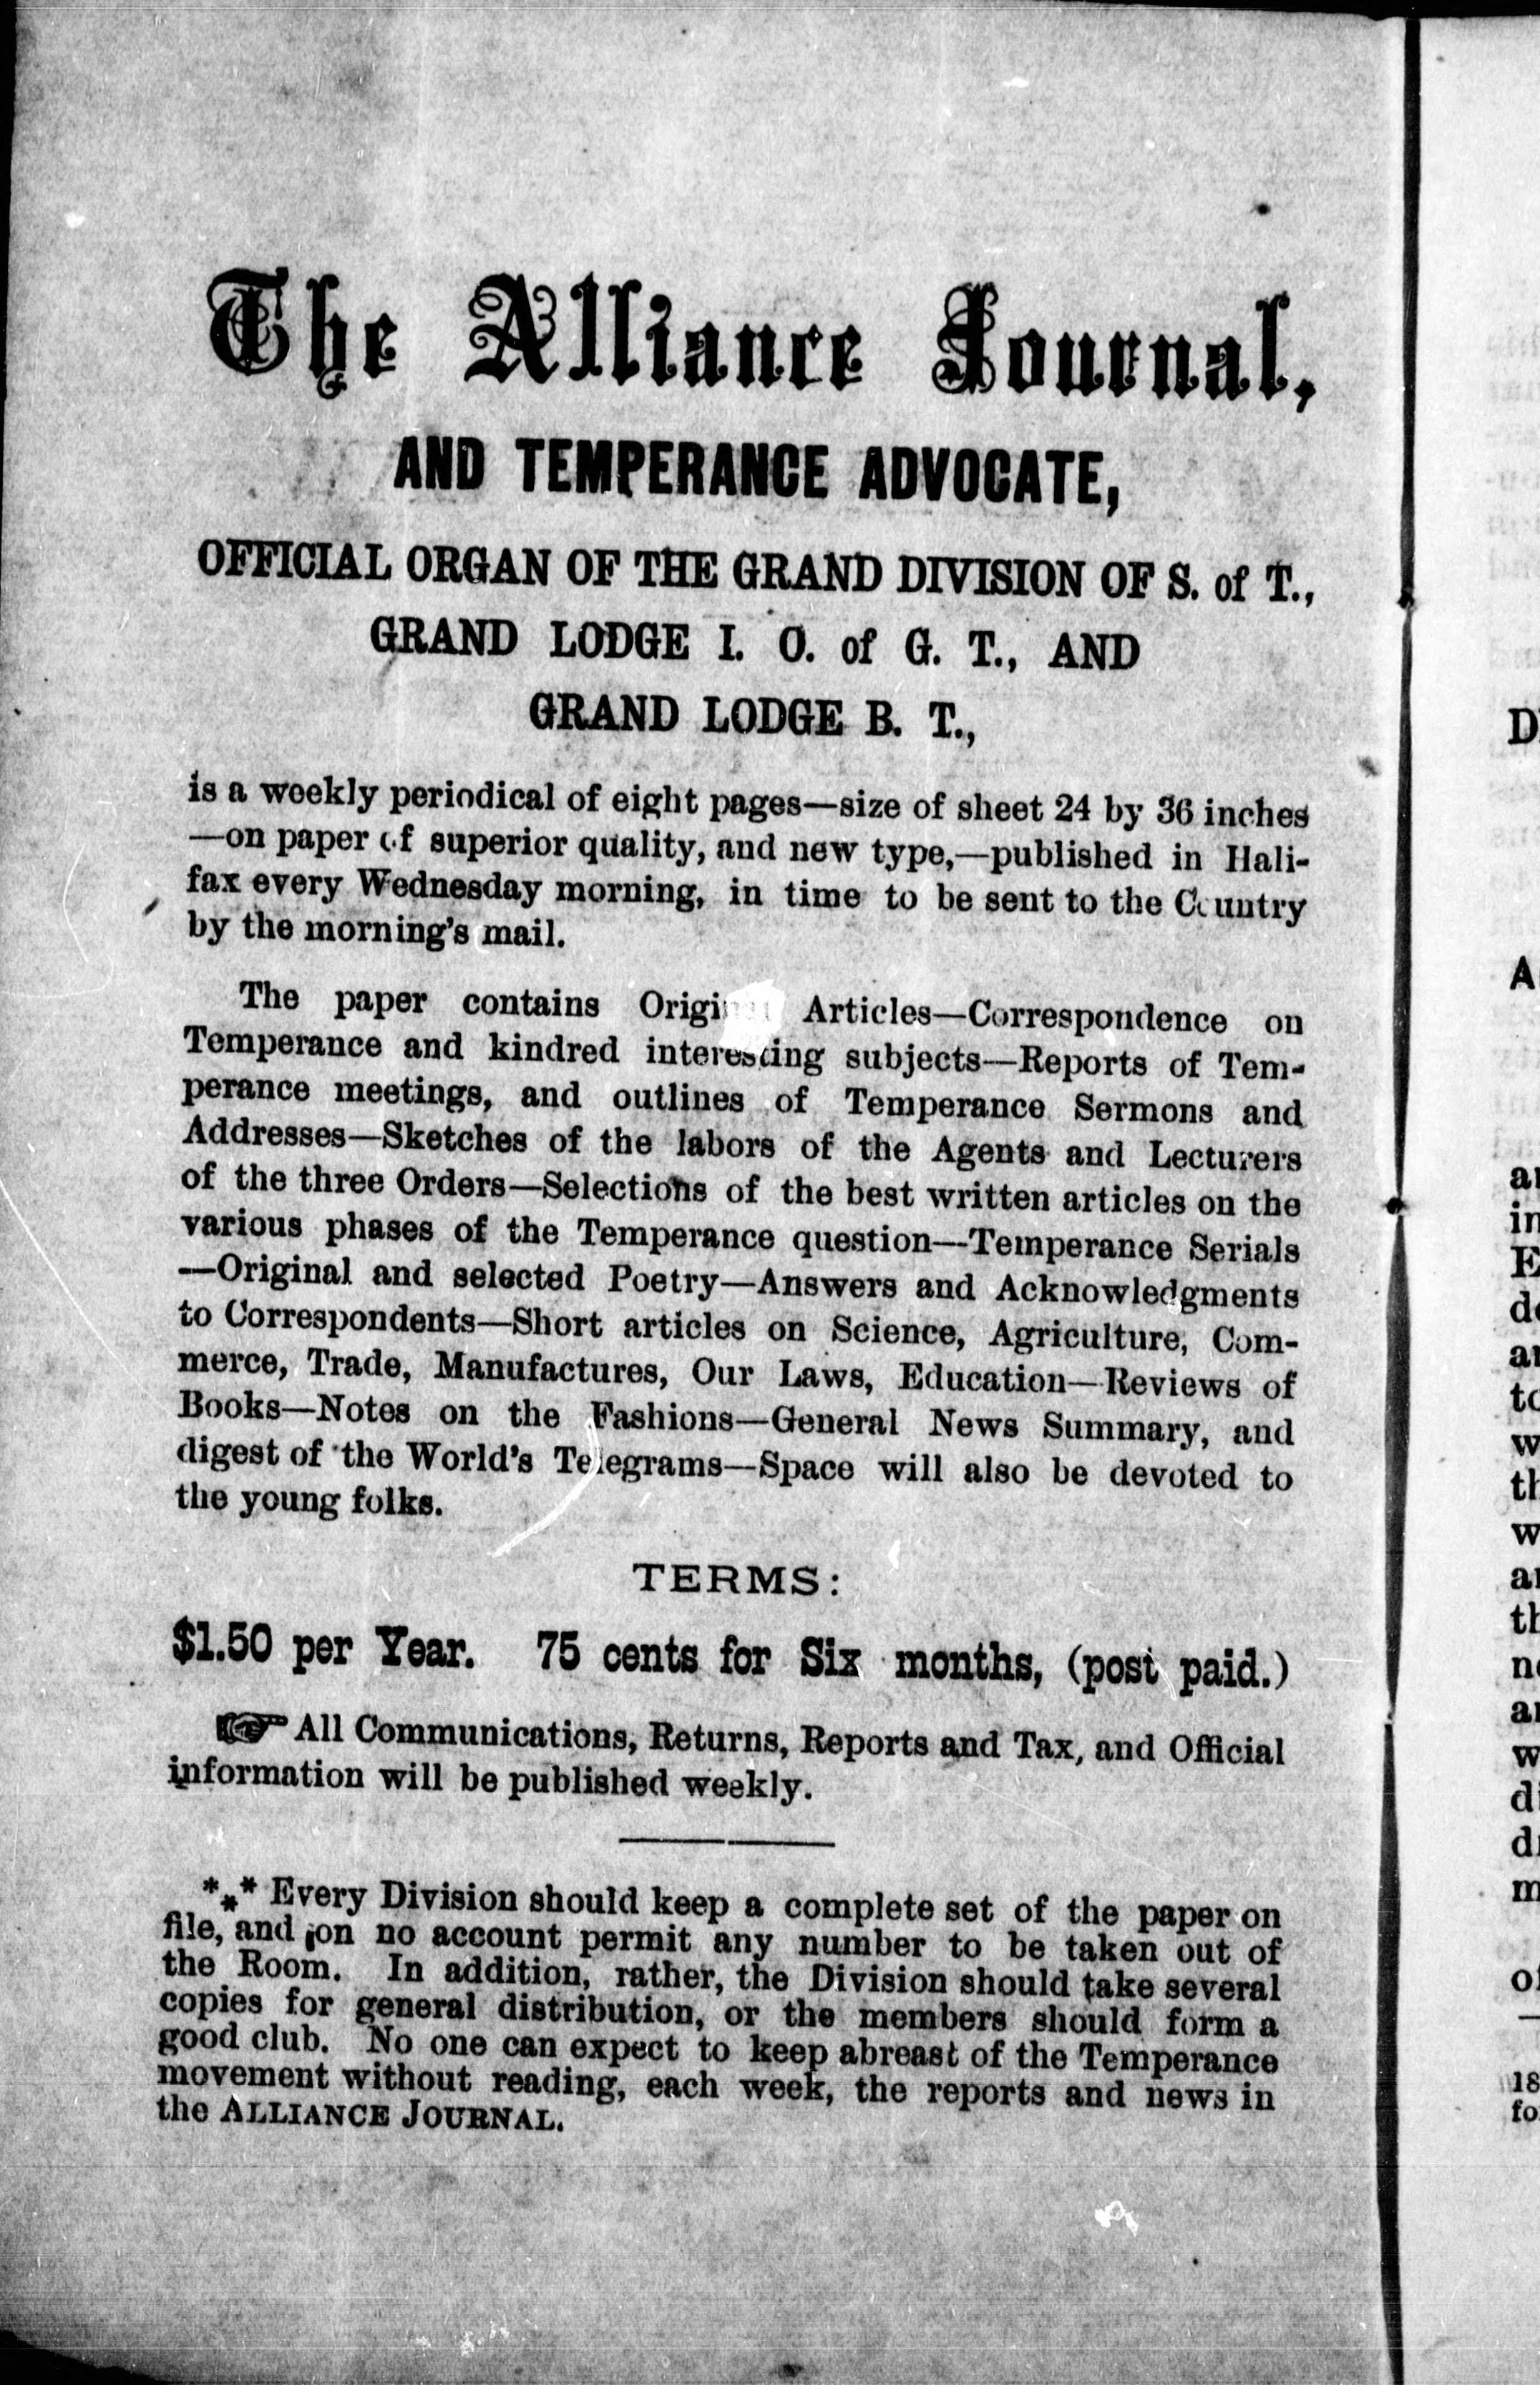 The Alliance Journal,
AND TEMPERANCE ADVOCATE,
OFFICIAL ORGAN OF THE GRAND DIVISION OF S. of T.,
GRAND LODGE I. O. of G. T., AND
GRAND LODGE B. T.,
is a weekly periodical of eight pages—size of sheet 24 by 36 inches
—on paper of superior quality, and new type,—published in Hali-
fax every Wednesday morning, in time to be sent to the Country
by the morning's mail.
The paper contains Original Articles—Correspondence on
Temperance and kindred interesting subjects—Reports of Tem-
perance meetings, and outlines of Temperance Sermons and
Addresses—Sketches of the labors of the Agents and Lecturers
of the three Orders—Selections of the best written articles on the
various phases of the Temperance question—Temperance Serials
—Original and selected Poetry—Answers and Acknowledgments
to Correspondents—Short articles on Science, Agriculture, Com-
merce, Trade, Manufactures, Our Laws, Education—Reviews of
Books—Notes on the Fashions—General News Summary, and
digest of the World's Telegrams—Space will also be devoted to
the young folks.
TERMS:
$1.50 per Year. 75 cents for Six months, (post paid.)
☞ All Communications, Returns, Reports and Tax, and Official
information will be published weekly.
*⁎* Every Division should keep a complete set of the paper on
file, and on no account permit any number to be taken out of
the Room. In addition, rather, the Division should take several
copies for general distribution, or the members should form a
good club. No one can expect to keep abreast of the Temperance
movement without reading, each week, the reports and news in
the ALLIANCE JOURNAL.